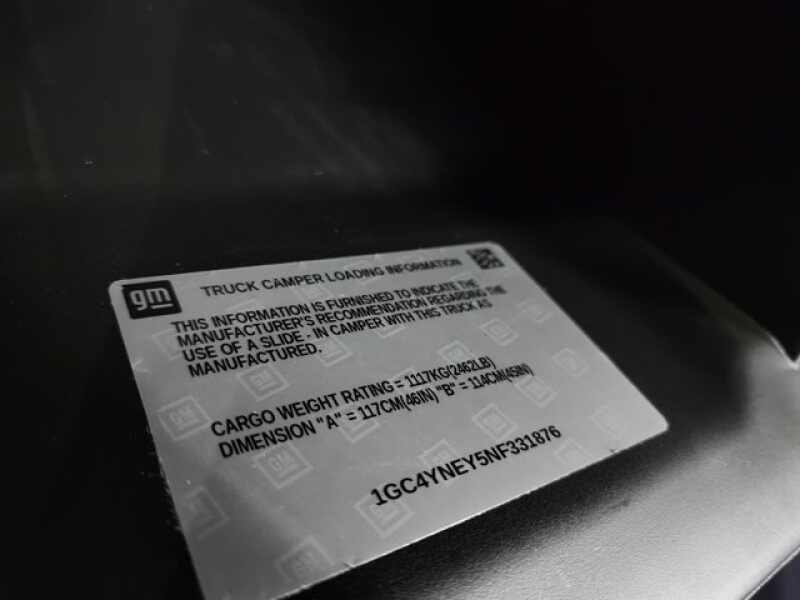 gm
TRUCK CAMPER LOADING INFORMATION
THIS INFORMATION IS FURNISHED TO INDICATE THE
MANUFACTURER'S RECOMMENDATION REGARDING THE
USE OF A SLIDE - IN CAMPER WITH THIS TRUCK AS
MANUFACTURED.
CARGO WEIGHT RATING = 1117KG(2462LB)
DIMENSION "A" = 117CM(46IN) "B" = 114CM(45IN)
1GC4YNEY5NF331876